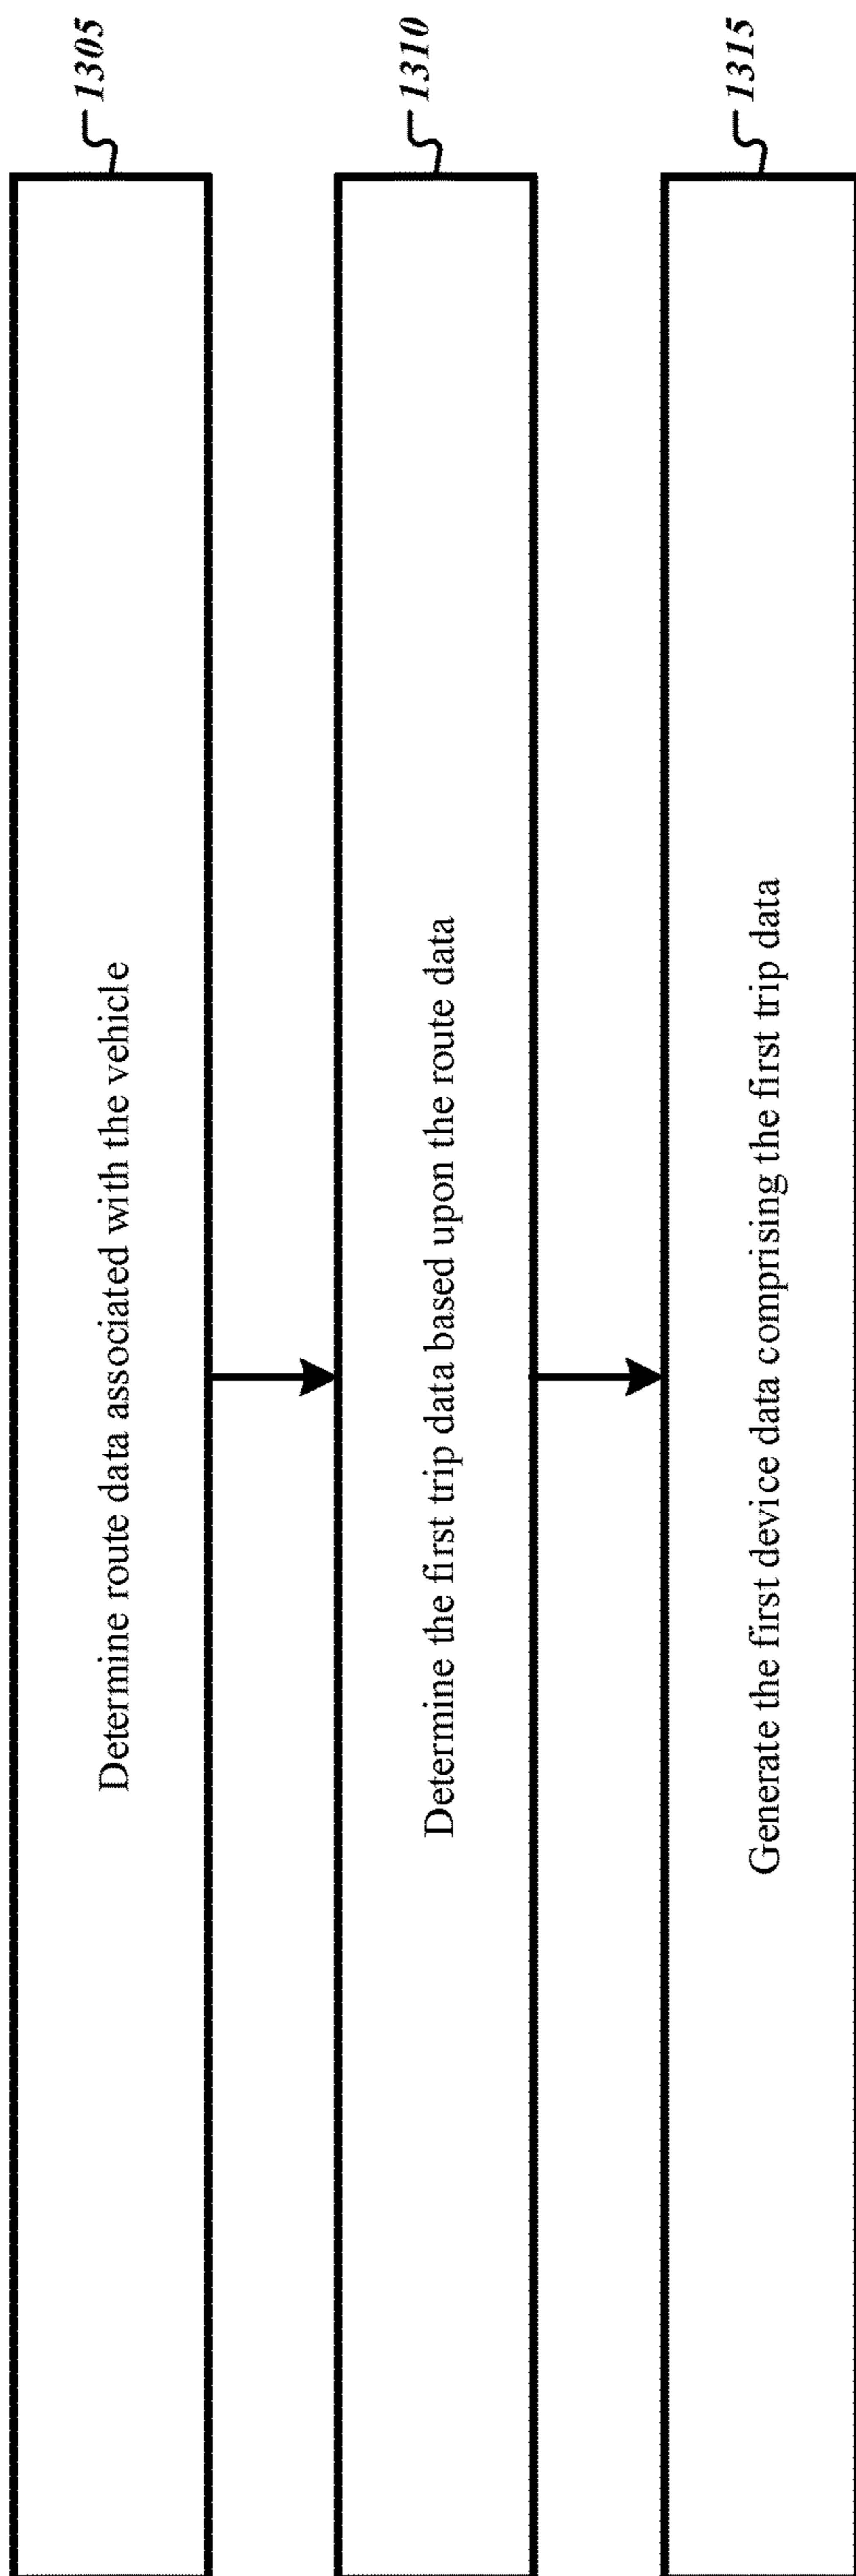 Determine route data associated with the vehicle
1305
Determine the first trip data based upon the route data
1310
Generate the first device data comprising the first trip data
1315